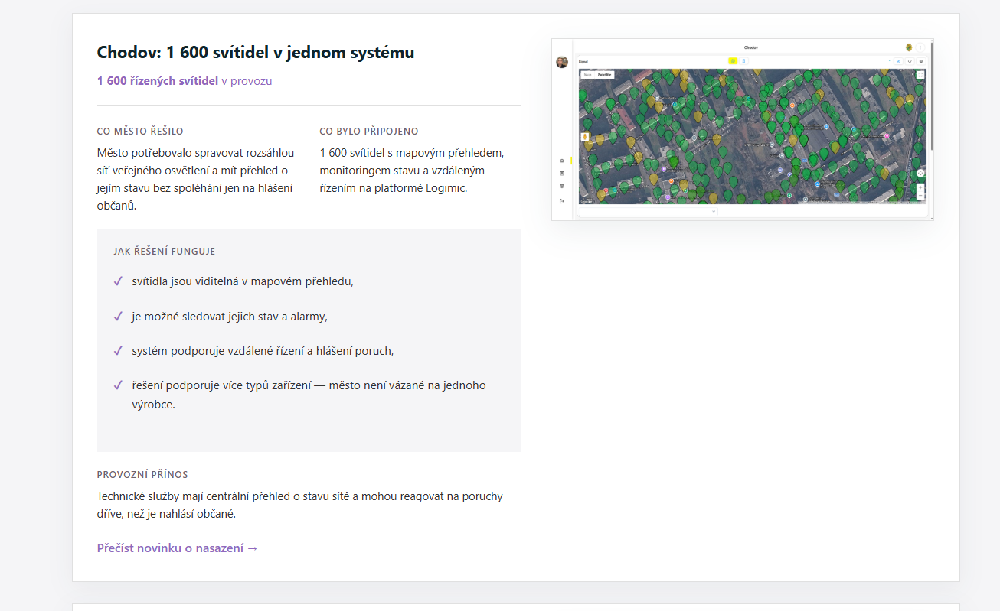 Chodov: 1 600 svítidel v jednom systému
1 600 řízených svítidel v provozu
CO MĚSTO ŘEŠILO
Město potřebovalo spravovat rozsáhlou
síť veřejného osvětlení a mít přehled o
jejím stavu bez spoléhání jen na hlášení
občanů.
CO BYLO PŘIPOJENO
1 600 svítidel s mapovým přehledem,
monitoringem stavu a vzdáleným
řízením na platformě Logimic.
JAK ŘEŠENÍ FUNGUJE
✓ svítidla jsou viditelná v mapovém přehledu,
✓ je možné sledovat jejich stav a alarmy,
✓ systém podporuje vzdálené řízení a hlášení poruch,
✓ řešení podporuje více typů zařízení — město není vázané na jednoho
výrobce.
PROVOZNÍ PŘÍNOS
Technické služby mají centrální přehled o stavu sítě a mohou reagovat na poruchy
dříve, než je nahlásí občané.
Přečíst novinku o nasazení →
Chodov
Map Satellite